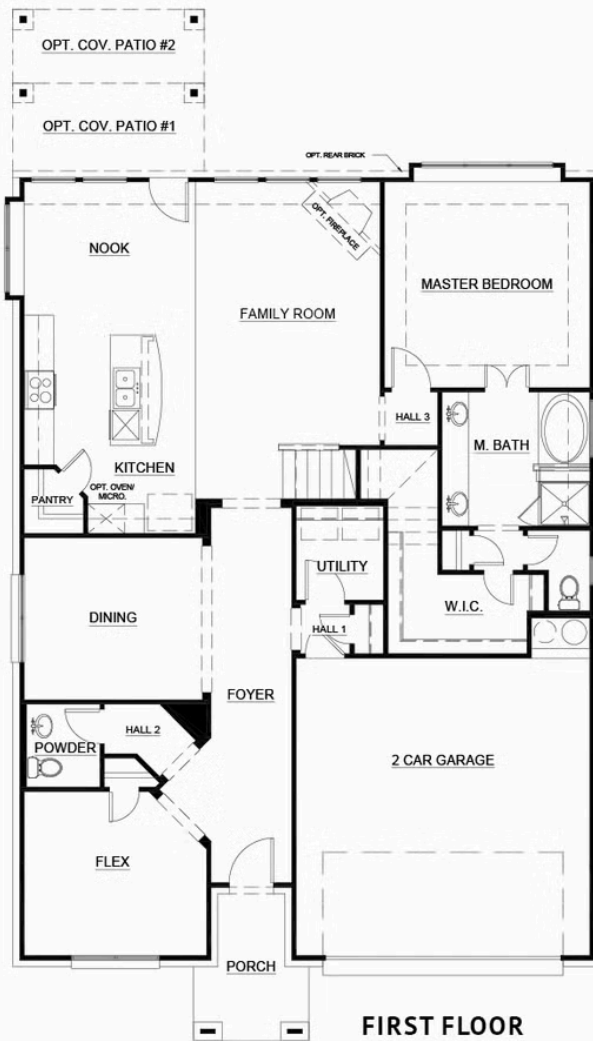 OPT. COV. PATIO #2
OPT. COV. PATIO #1
OPT. REAR BRICK
NOOK
OPT. FIREPLACE
FAMILY ROOM
MASTER BEDROOM
HALL 3
M. BATH
KITCHEN
PANTRY
OPT. OVEN/
MICRO.
UTILITY
W.I.C.
DINING
HALL 1
FOYER
HALL 2
POWDER
2 CAR GARAGE
FLEX
PORCH
FIRST FLOOR